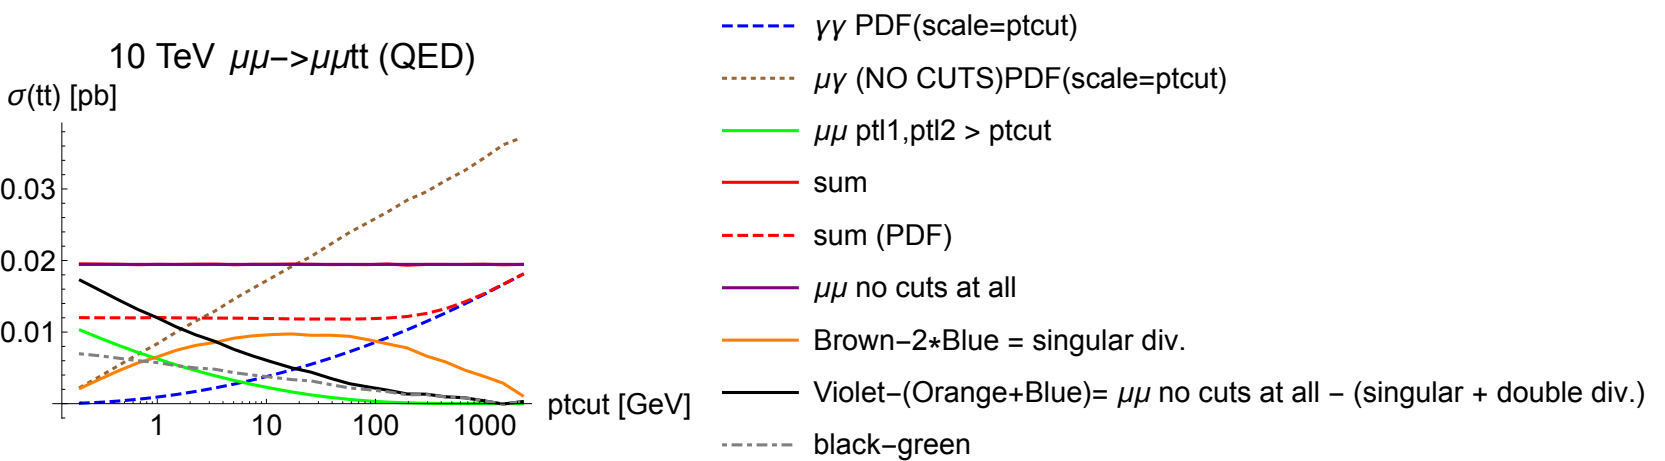 10 TeV μμ−>μμtt (QED)
σ(tt) [pb]
0.03
0.02
0.01
1 10 100 1000
ptcut [GeV]
γγ PDF(scale=ptcut)
μγ (NO CUTS)PDF(scale=ptcut)
μμ ptl1,ptl2 > ptcut
sum
sum (PDF)
μμ no cuts at all
Brown−2*Blue = singular div.
Violet−(Orange+Blue)= μμ no cuts at all − (singular + double div.)
black−green